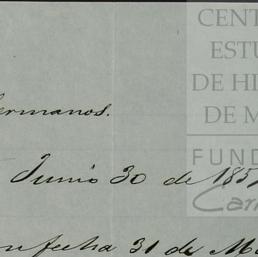 CENT
ESTU
DE HI
DE M
FUND
Car
ermanos.
Junio 30 de 185
fecha 31 de M